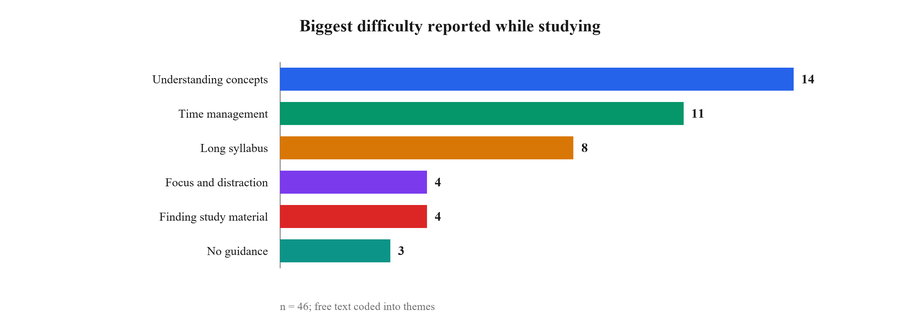 Biggest difficulty reported while studying
Understanding concepts 14
Time management 11
Long syllabus 8
Focus and distraction 4
Finding study material 4
No guidance 3
n = 46; free text coded into themes